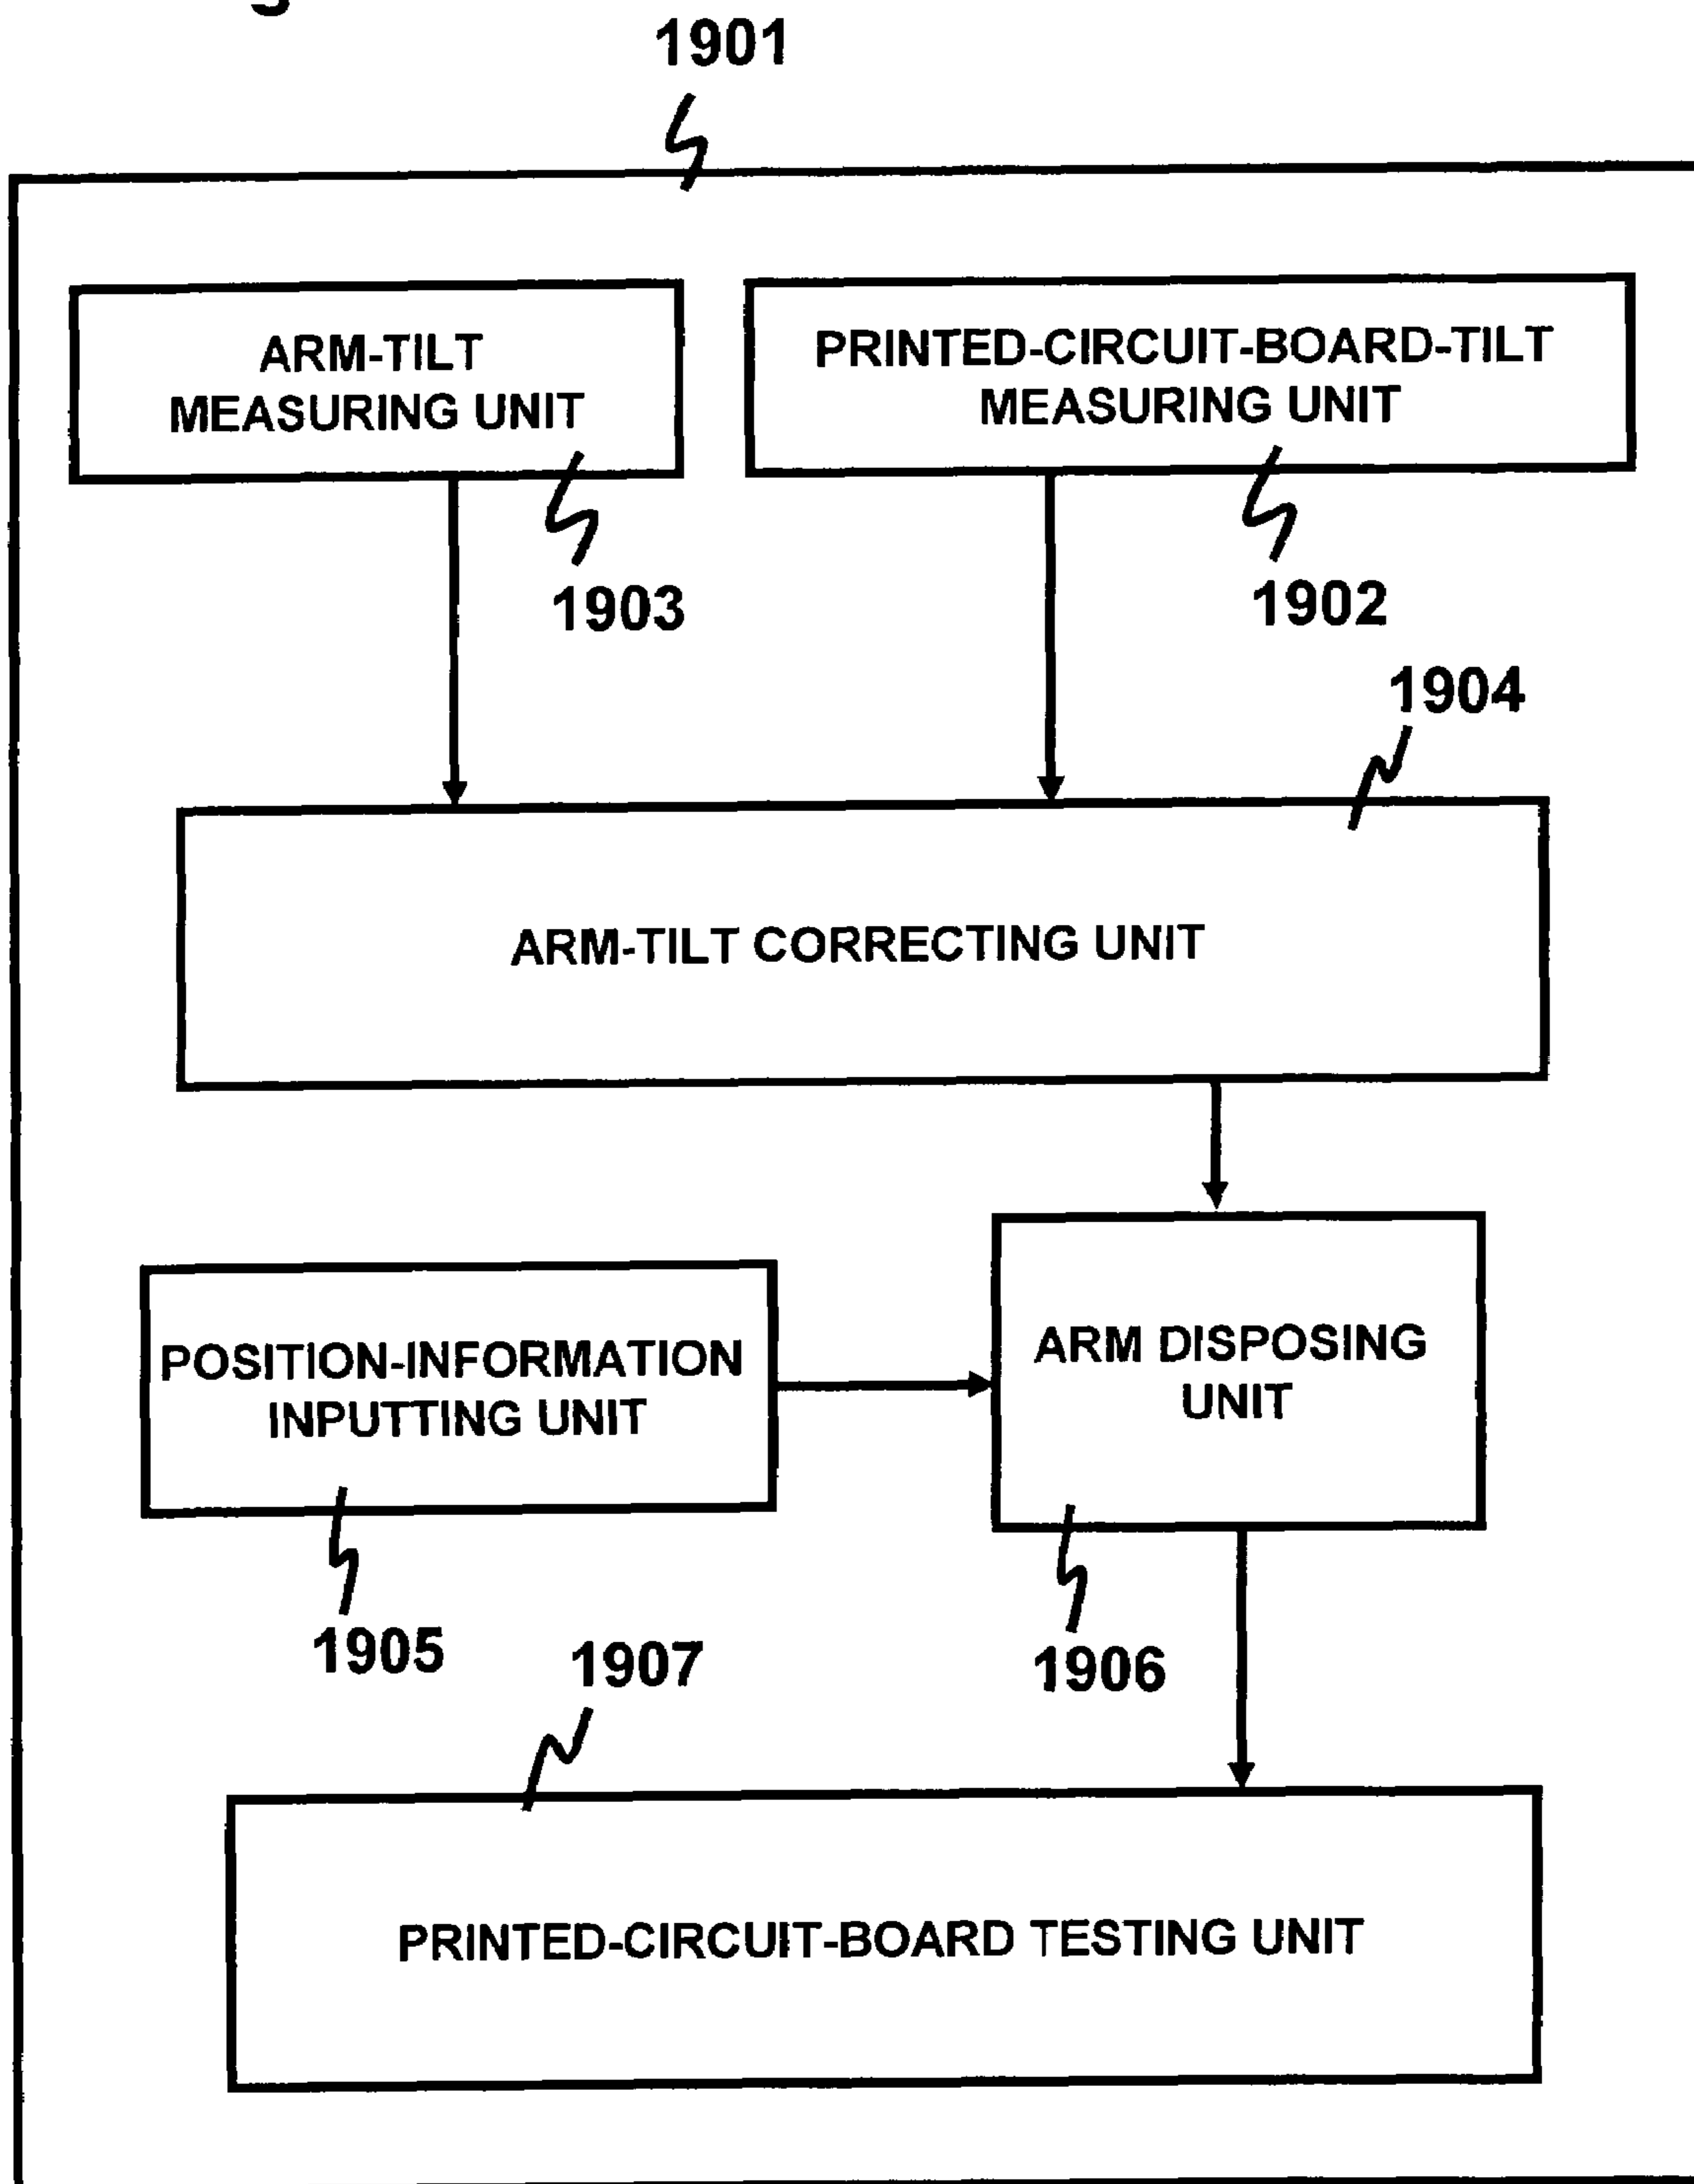 1901
ARM-TILT
MEASURING UNIT
PRINTED-CIRCUIT-BOARD-TILT
MEASURING UNIT
1903
1902
1904
ARM-TILT CORRECTING UNIT
POSITION-INFORMATION
INPUTTING UNIT
ARM DISPOSING
UNIT
1905
1907
1906
PRINTED-CIRCUIT-BOARD TESTING UNIT